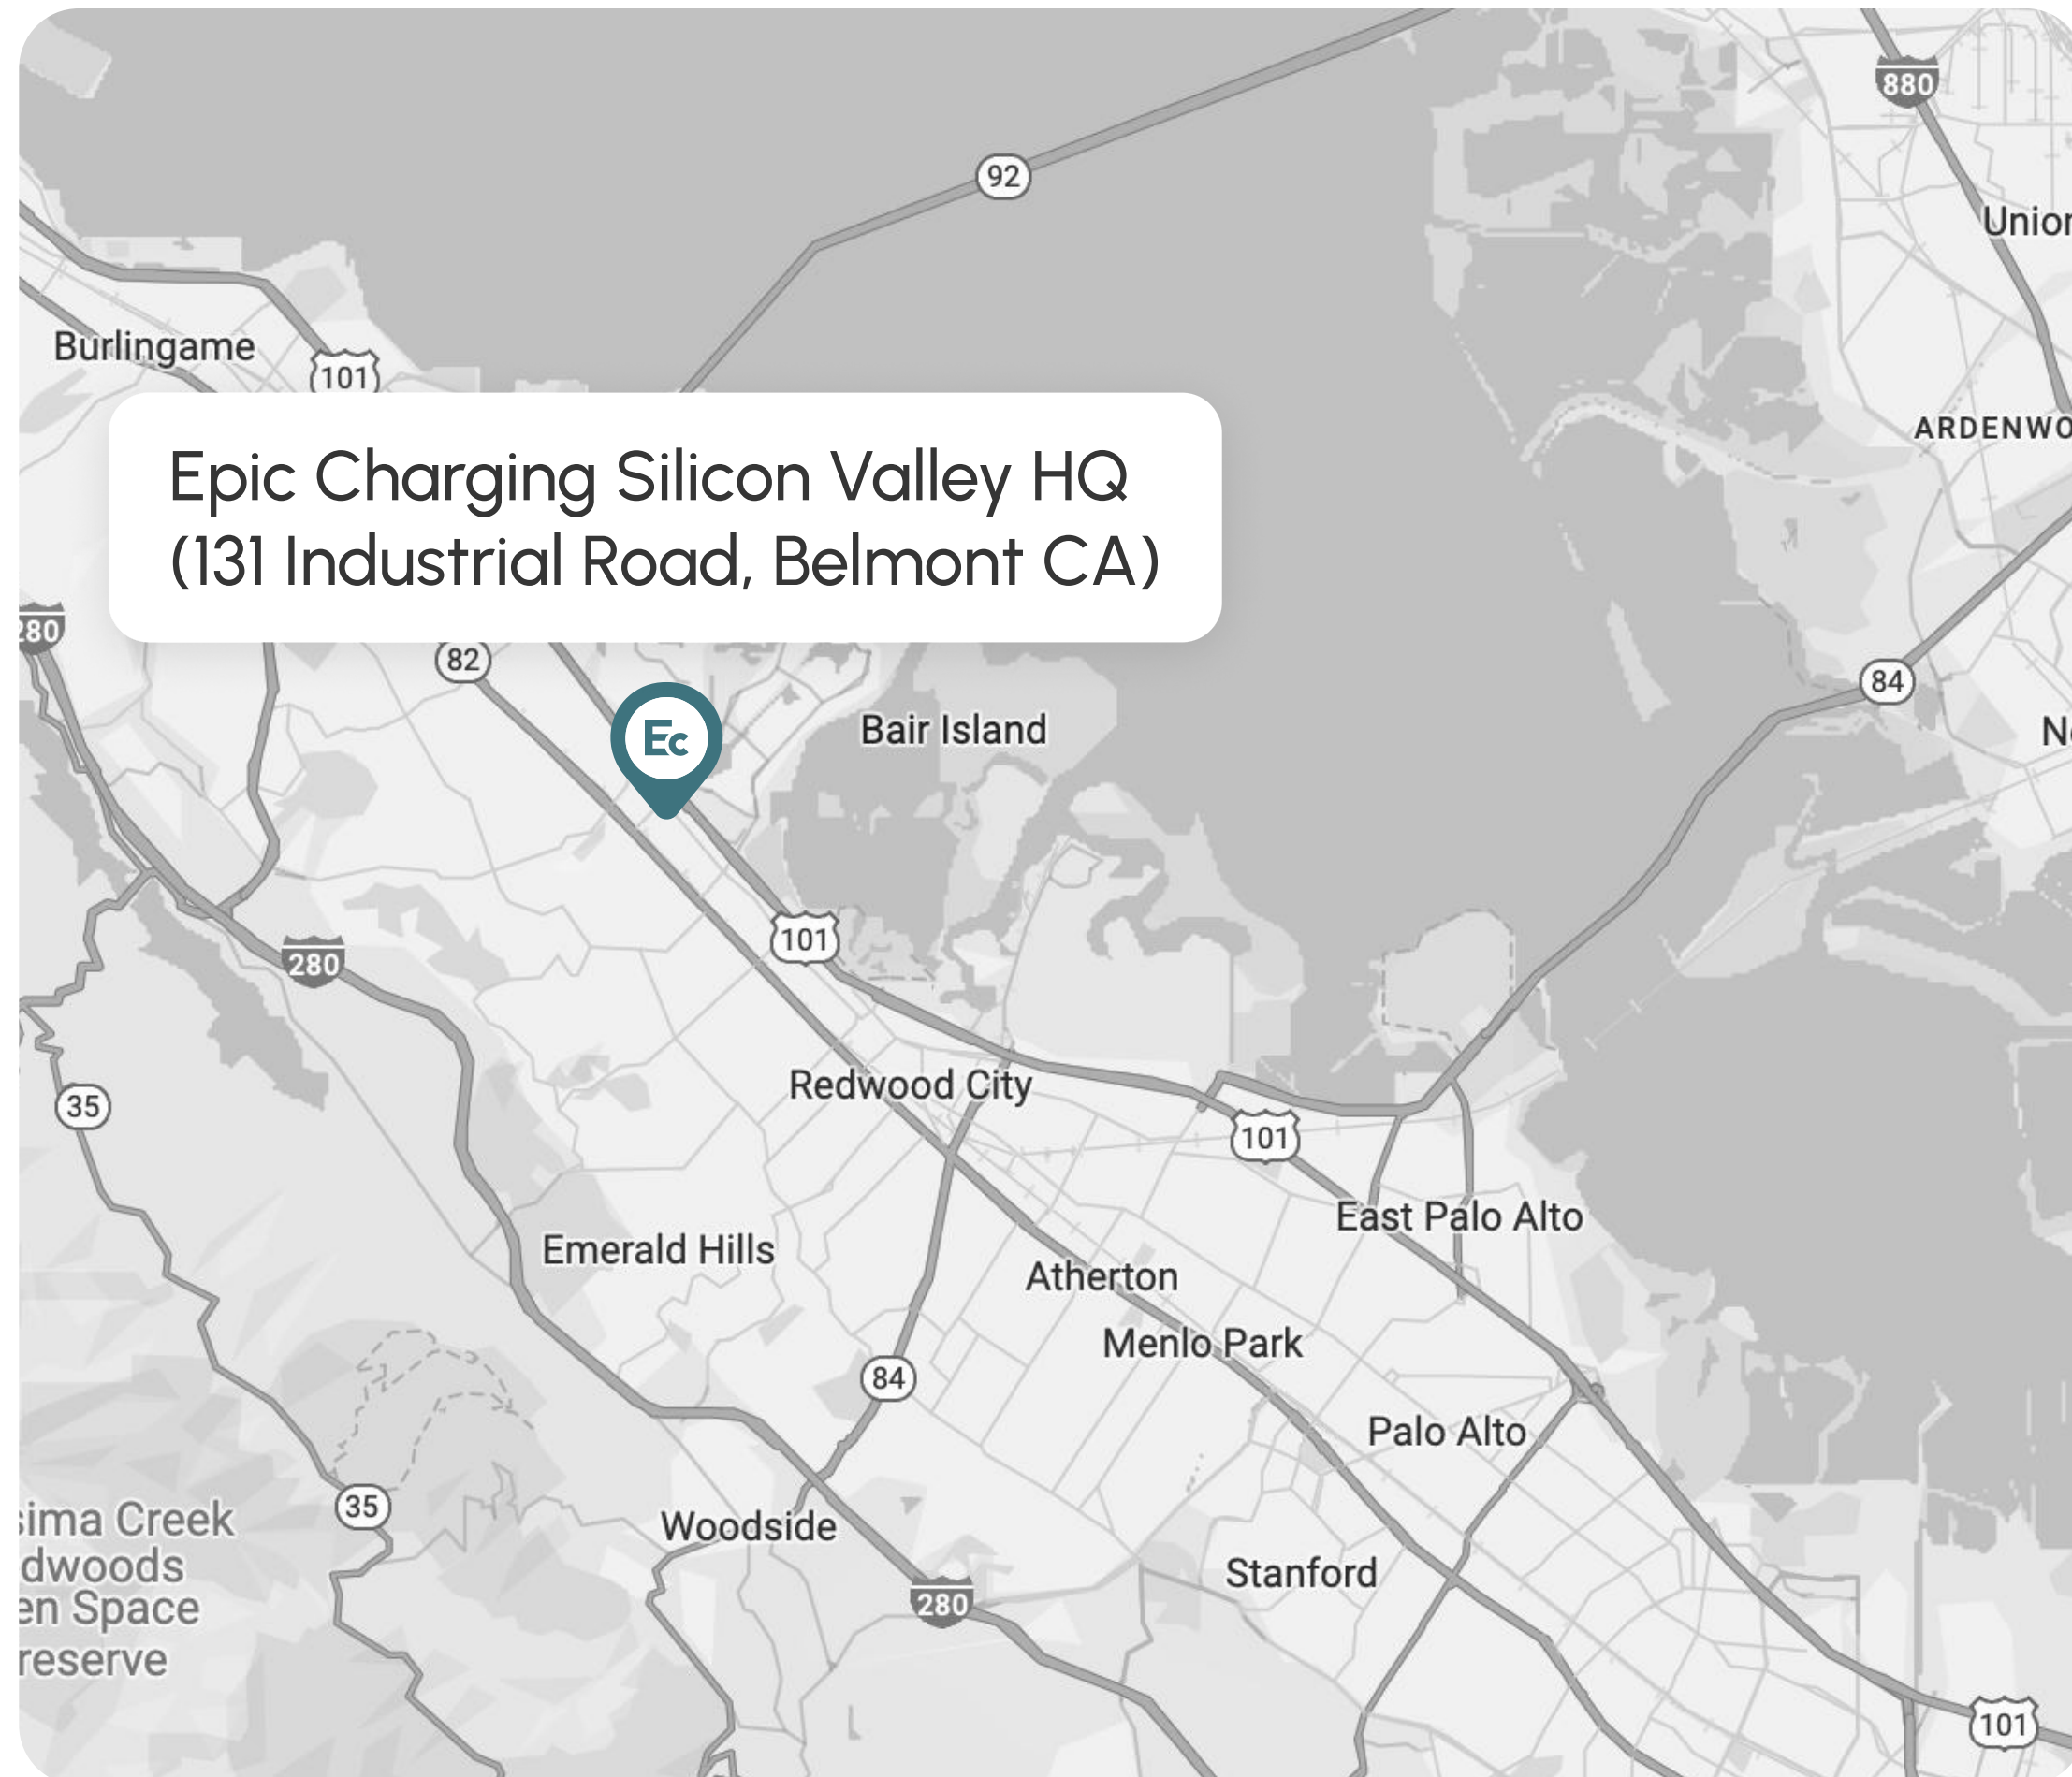 880
92
Union
Burlingame
101
ARDENWO
Epic Charging Silicon Valley HQ
(131 Industrial Road, Belmont CA)
280
82
84
Bair Island
Ec
101
280
Redwood City
35
101
East Palo Alto
Emerald Hills
Atherton
Menlo Park
84
Palo Alto
35
sima Creek
dwoods
en Space
reserve
Woodside
Stanford
280
101